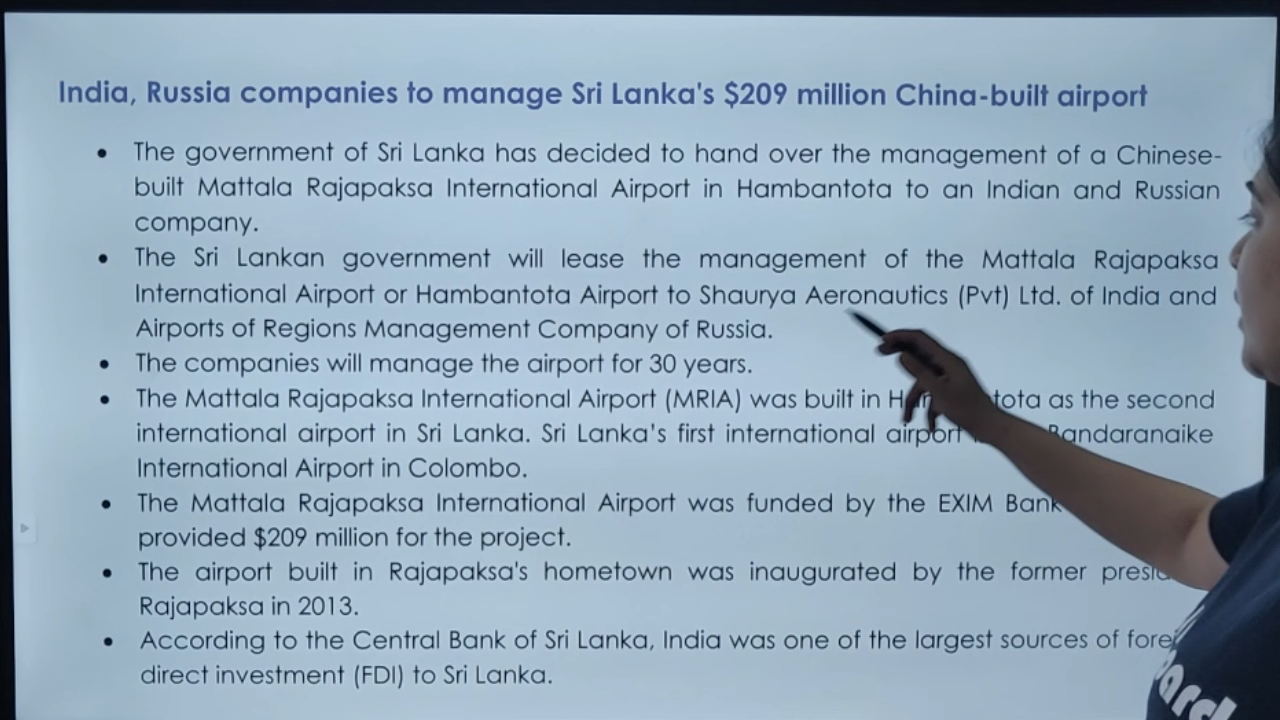 India, Russia companies to manage Sri Lanka's $209 million China-built airport
• The government of Sri Lanka has decided to hand over the management of a Chinese-
built Mattala Rajapaksa International Airport in Hambantota to an Indian and Russian
company.
• The Sri Lankan government will lease the management of the Mattala Rajapaksa
International Airport or Hambantota Airport to Shaurya Aeronautics (Pvt) Ltd. of India and
Airports of Regions Management Company of Russia.
• The companies will manage the airport for 30 years.
• The Mattala Rajapaksa International Airport (MRIA) was built in as the second
international airport in Sri Lanka. Sri Lanka's first international airport Bandaranaike
International Airport in Colombo.
• The Mattala Rajapaksa International Airport was funded by the EXIM Bank
provided $209 million for the project.
• The airport built in Rajapaksa's hometown was inaugurated by the former
Rajapaksa in 2013.
• According to the Central Bank of Sri Lanka, India was one of the largest sources of
direct investment (FDI) to Sri Lanka.